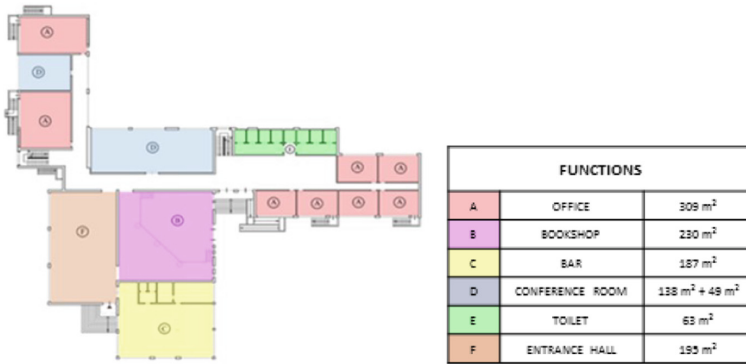 A
D
A
D
E
A A
A A A A
F
B
C
FUNCTIONS
A OFFICE 309 m²
B BOOKSHOP 230 m²
C BAR 187 m²
D CONFERENCE ROOM 138 m² + 49 m²
E TOILET 63 m²
F ENTRANCE HALL 195 m²